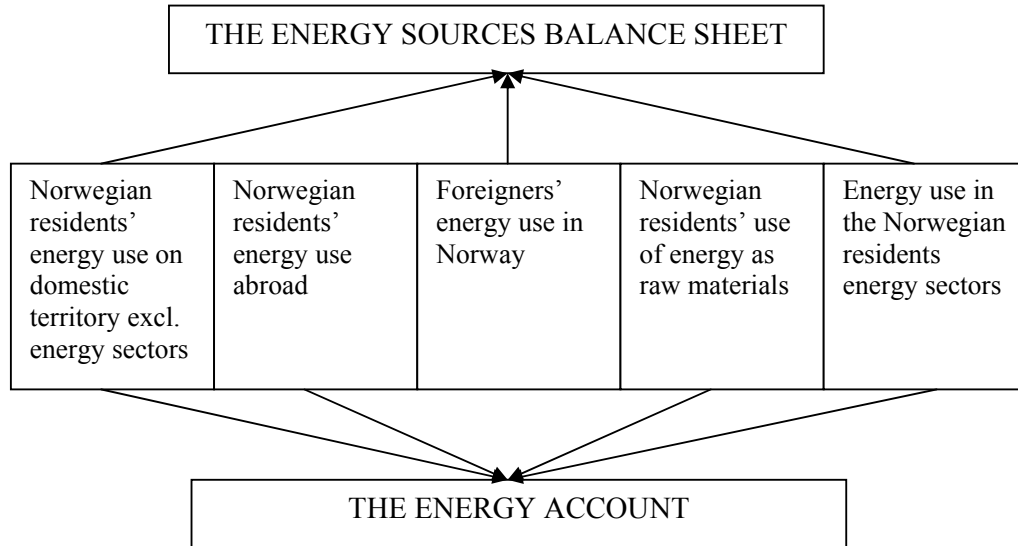 THE ENERGY SOURCES BALANCE SHEET
Norwegian
residents’
energy use on
domestic
territory excl.
energy sectors
Norwegian
residents’
energy use
abroad
Foreigners’
energy use in
Norway
Norwegian
residents’ use
of energy as
raw materials
Energy use in
the Norwegian
residents
energy sectors
THE ENERGY ACCOUNT